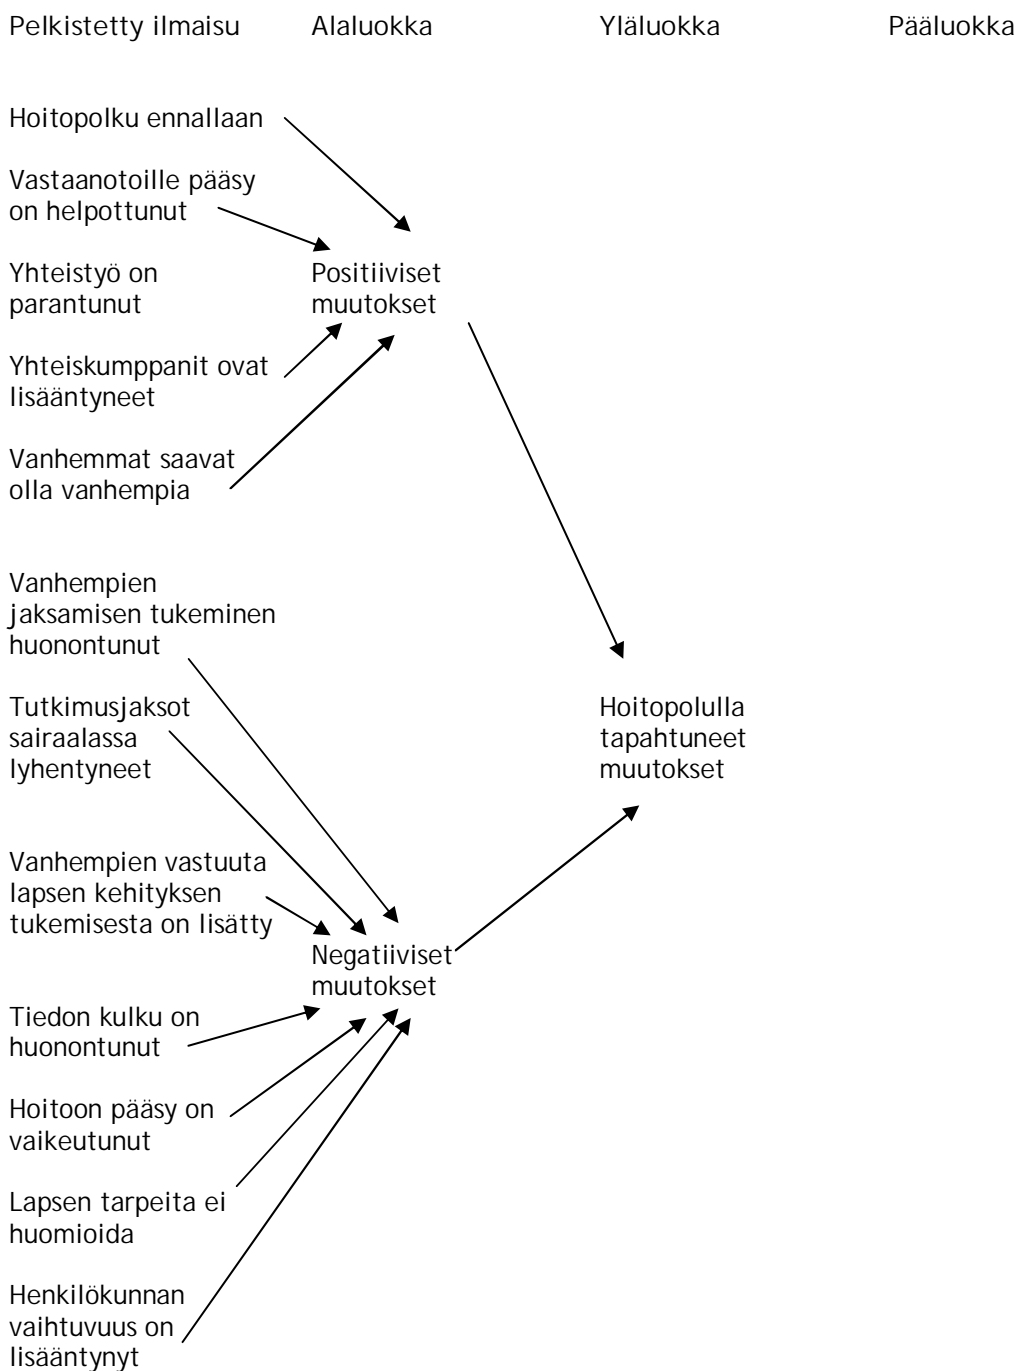 Pelkistetty ilmaisu Alaluokka Yläluokka Pääluokka
Hoitopolku ennallaan
Vastaanotoille pääsy
on helpottunut
Yhteistyö on
parantunut
Positiiviset
muutokset
Yhteiskumppanit ovat
lisääntyneet
Vanhemmat saavat
olla vanhempia
Vanhempien
jaksamisen tukeminen
huonontunut
Tutkimusjaksot
sairaalassa
lyhentyneet
Hoitopolulla
tapahtuneet
muutokset
Vanhempien vastuuta
lapsen kehityksen
tukemisesta on lisätty
Negatiiviset
muutokset
Tiedon kulku on
huonontunut
Hoitoon pääsy on
vaikeutunut
Lapsen tarpeita ei
huomioida
Henkilökunnan
vaihtuvuus on
lisääntynyt